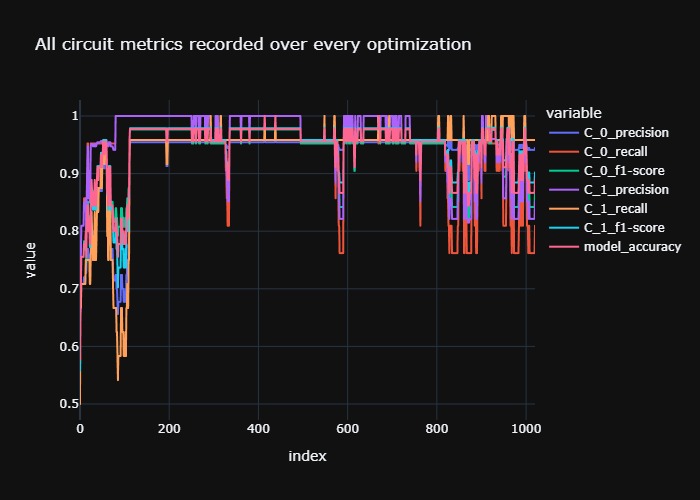 All circuit metrics recorded over every optimization
variable
C_0_precision
C_0_recall
C_0_f1-score
C_1_precision
C_1_recall
C_1_f1-score
model_accuracy
value
1
0.9
0.8
0.7
0.6
0.5
0 200 400 600 800 1000
index